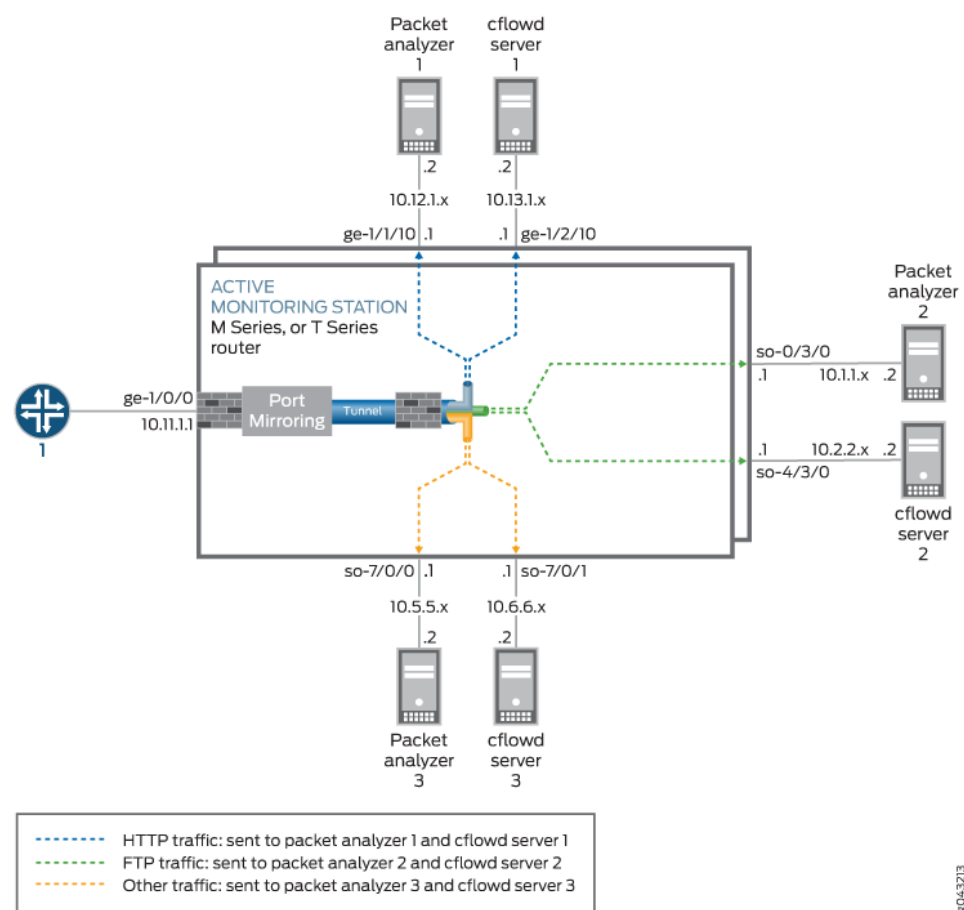 Packet
analyzer
1
cflowd
server
1
.2
.2
10.12.1.x
10.13.1.x
ge-1/1/10
.1
.1
ge-1/2/10
ACTIVE
MONITORING STATION
M Series, or T Series
router
Packet
analyzer
2
so-0/3/0
.1
10.1.1.x
.2
ge-1/0/0
10.11.1.1
1
Port
Mirroring
Tunnel
.1
10.2.2.x
.2
so-4/3/0
cflowd
server
2
so-7/0/0
.1
.1
so-7/0/1
10.5.5.x
10.6.6.x
.2
.2
Packet
analyzer
3
cflowd
server
3
HTTP traffic: sent to packet analyzer 1 and cflowd server 1
FTP traffic: sent to packet analyzer 2 and cflowd server 2
Other traffic: sent to packet analyzer 3 and cflowd server 3